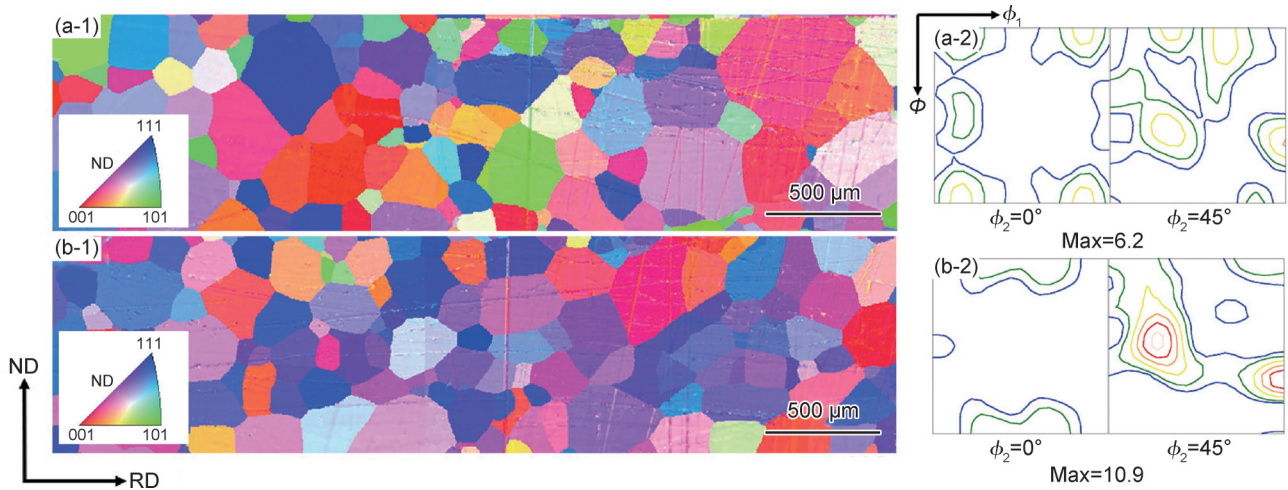 (a-1)
111
ND
001
101
500 μm
(b-1)
111
ND
001
101
500 μm
ND
RD
ϕ₁
Φ
(a-2)
ϕ₂=0°
ϕ₂=45°
Max=6.2
(b-2)
ϕ₂=0°
ϕ₂=45°
Max=10.9